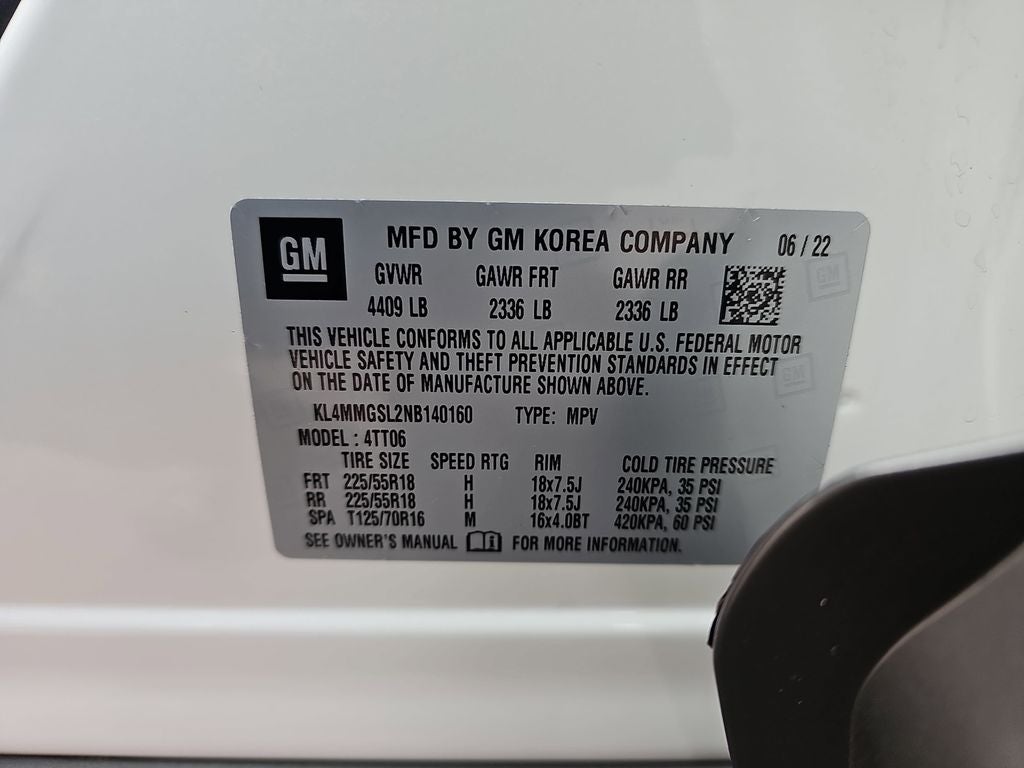 GM
MFD BY GM KOREA COMPANY 06 / 22
GVWR GAWR FRT GAWR RR
4409 LB 2336 LB 2336 LB
GM
THIS VEHICLE CONFORMS TO ALL APPLICABLE U.S. FEDERAL MOTOR
VEHICLE SAFETY AND THEFT PREVENTION STANDARDS IN EFFECT
ON THE DATE OF MANUFACTURE SHOWN ABOVE.
GM
KL4MMGSL2NB140160 TYPE: MPV
MODEL : 4TT06
TIRE SIZE SPEED RTG RIM COLD TIRE PRESSURE
FRT 225/55R18 H 18x7.5J 240KPA, 35 PSI
RR 225/55R18 H 18x7.5J 240KPA, 35 PSI
SPA T125/70R16 M 16x4.0BT 420KPA, 60 PSI
SEE OWNER'S MANUAL i FOR MORE INFORMATION.